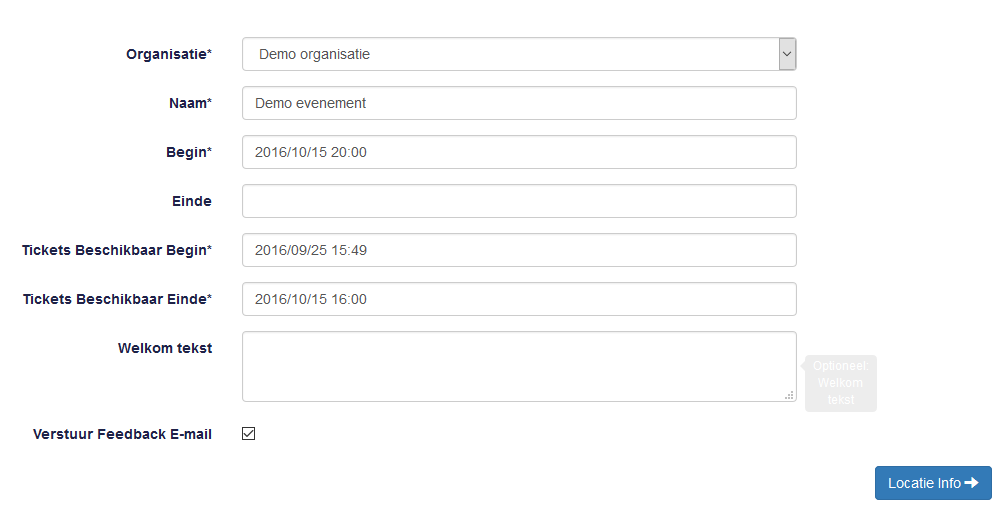 Organisatie* Demo organisatie
Naam* Demo evenement
Begin* 2016/10/15 20:00
Einde
Tickets Beschikbaar Begin* 2016/09/25 15:49
Tickets Beschikbaar Einde* 2016/10/15 16:00
Welkom tekst
Optioneel:
Welkom
tekst
Verstuur Feedback E-mail
Locatie Info